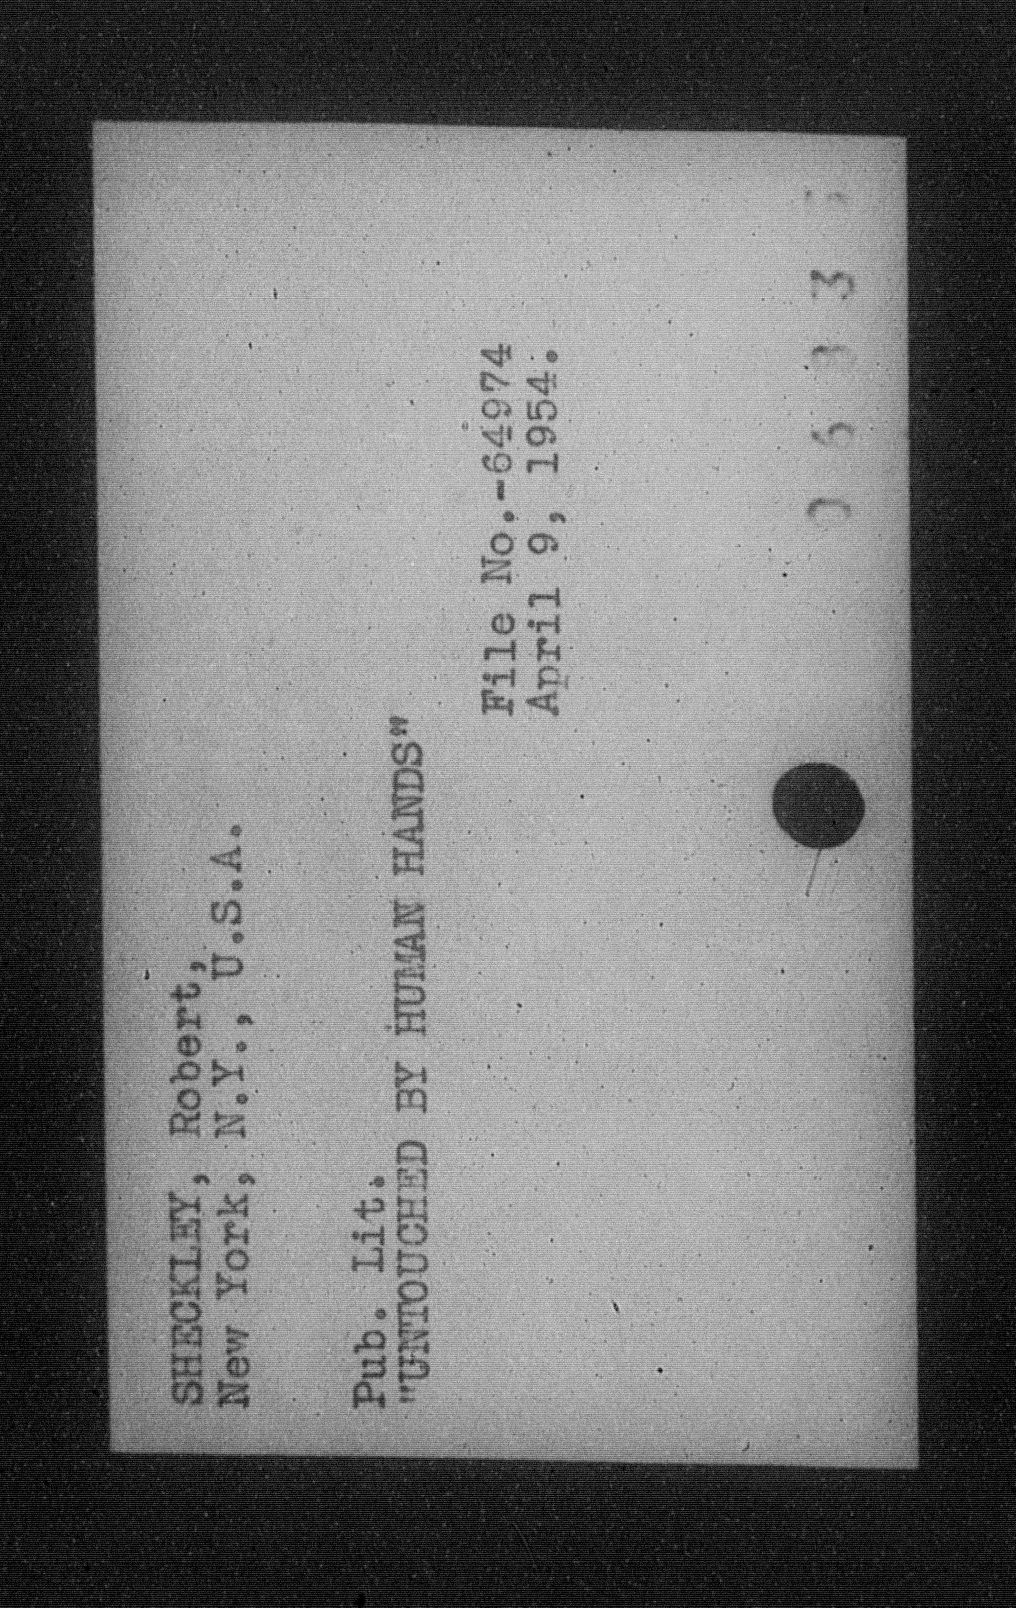 SHECKLEY, Robert,
New York, N.Y., U.S.A.
Pub. Lit.
"UNTOUCHED BY HUMAN HANDS"
File No.-64974
April 9, 1954.